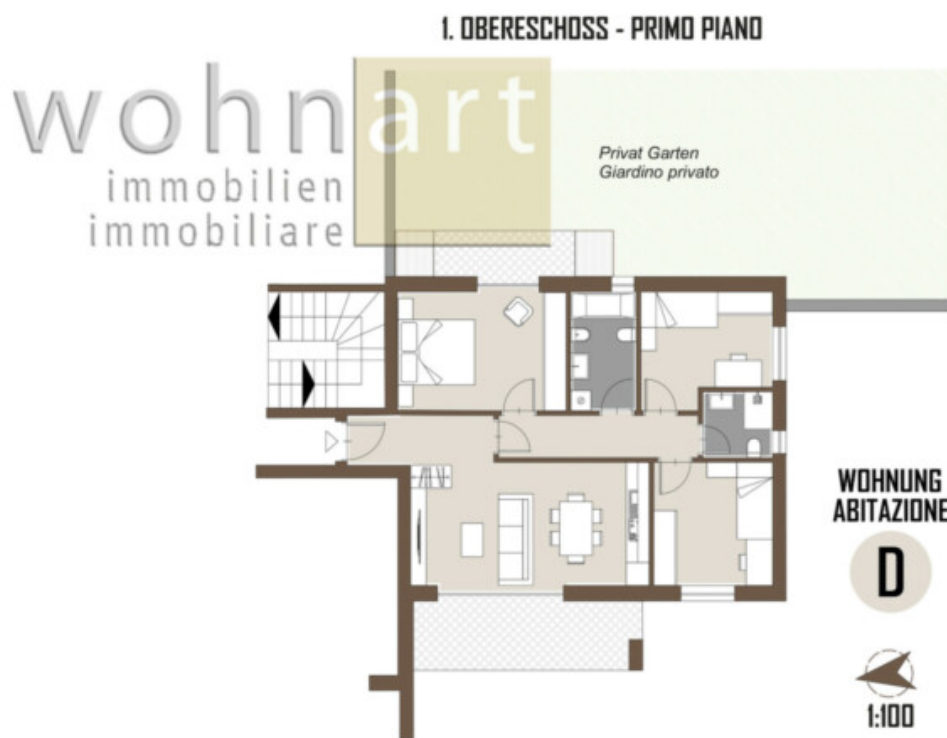 1. OBERESCHOSS - PRIMO PIANO
wohnart
immobilien
immobiliare
Privat Garten
Giardino privato
WOHNUNG
ABITAZIONE
D
1:100